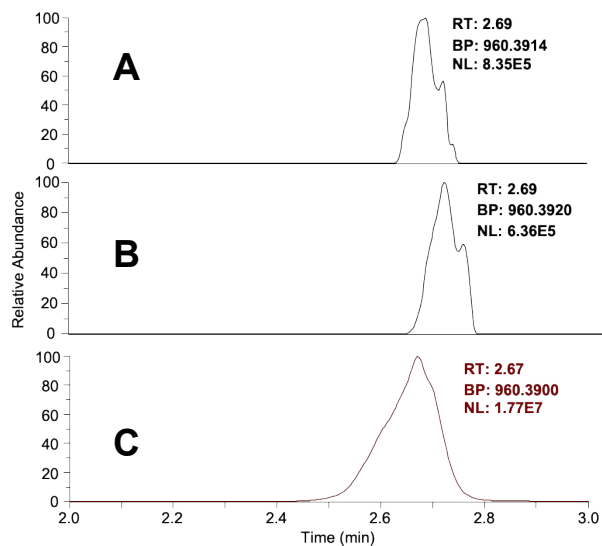 100
80
60
40
20
0
A
RT: 2.69
BP: 960.3914
NL: 8.35E5
100
80
60
40
20
0
B
RT: 2.69
BP: 960.3920
NL: 6.36E5
Relative Abundance
100
80
60
40
20
0
C
RT: 2.67
BP: 960.3900
NL: 1.77E7
2.0 2.2 2.4 2.6 2.8 3.0
Time (min)